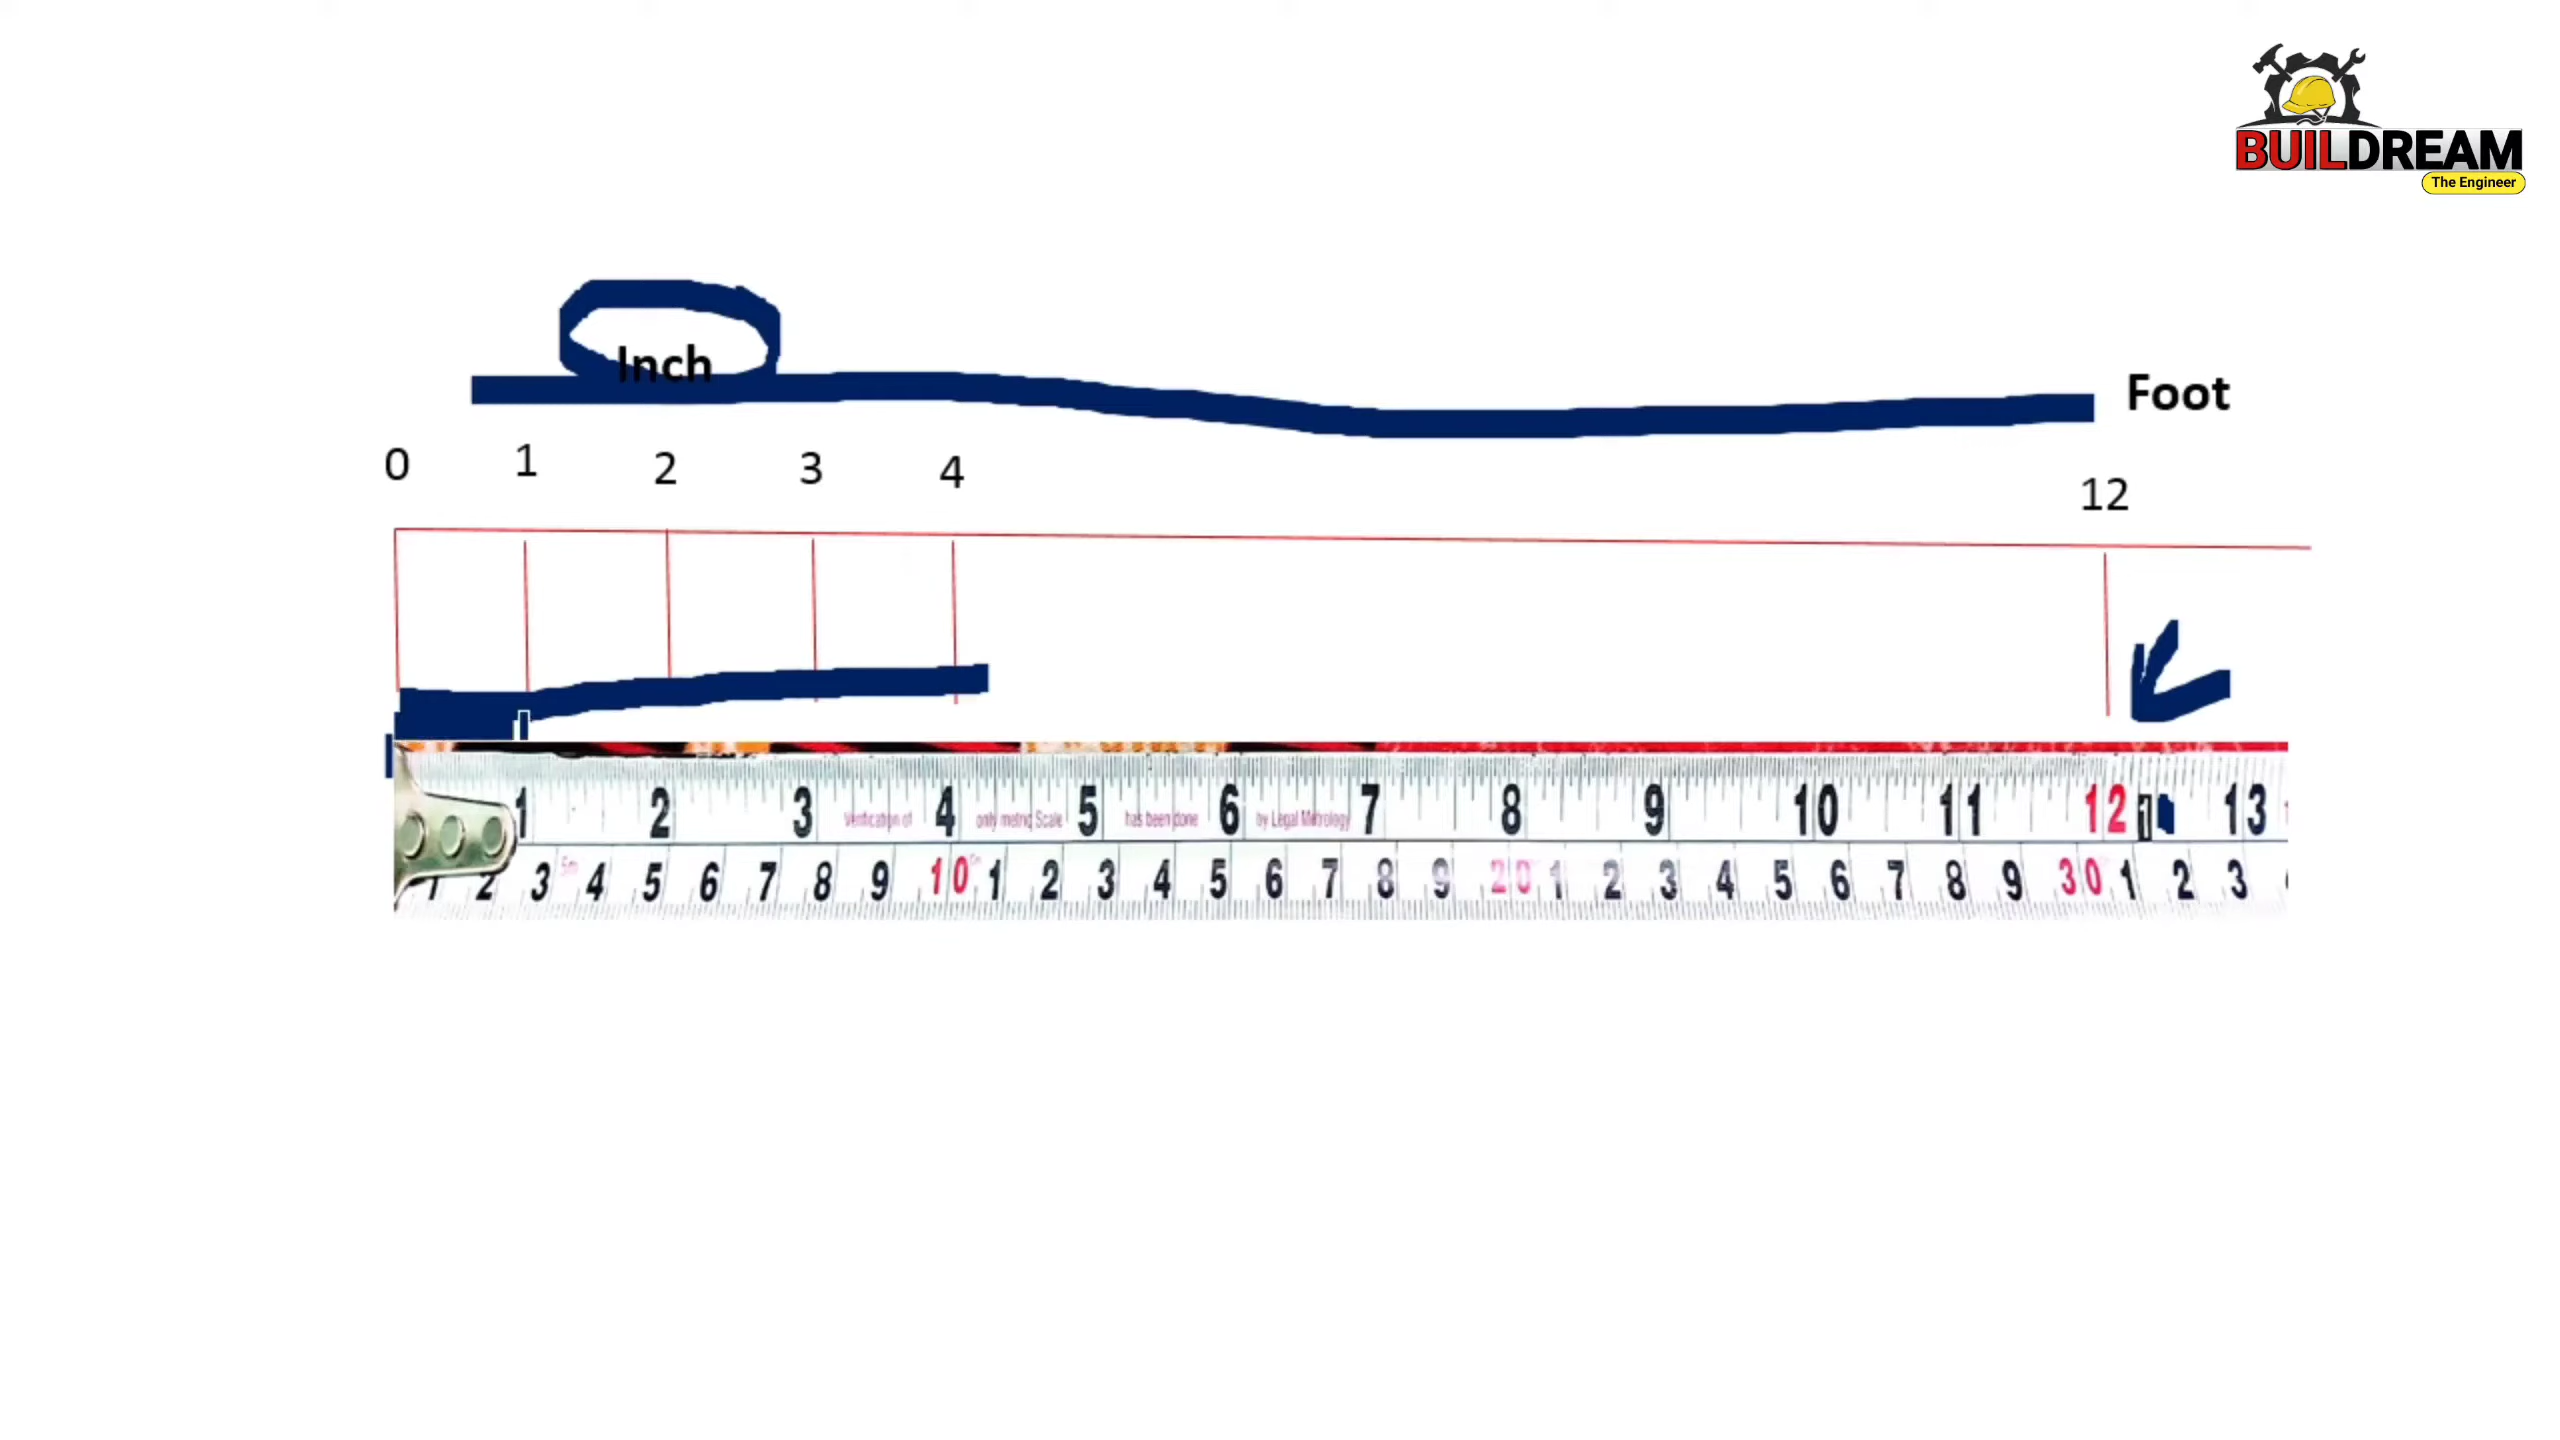 BUILDREAM
The Engineer
Inch
Foot
0 1 2 3 4 12
1 2 3 4 5 6 7 8 9 10 11 12 1 13
Verification of only metric Scale has been done by Legal Metrology
1 2 3 5m 4 5 6 7 8 9 10 1 2 3 4 5 6 7 8 9 20 1 2 3 4 5 6 7 8 9 30 1 2 3